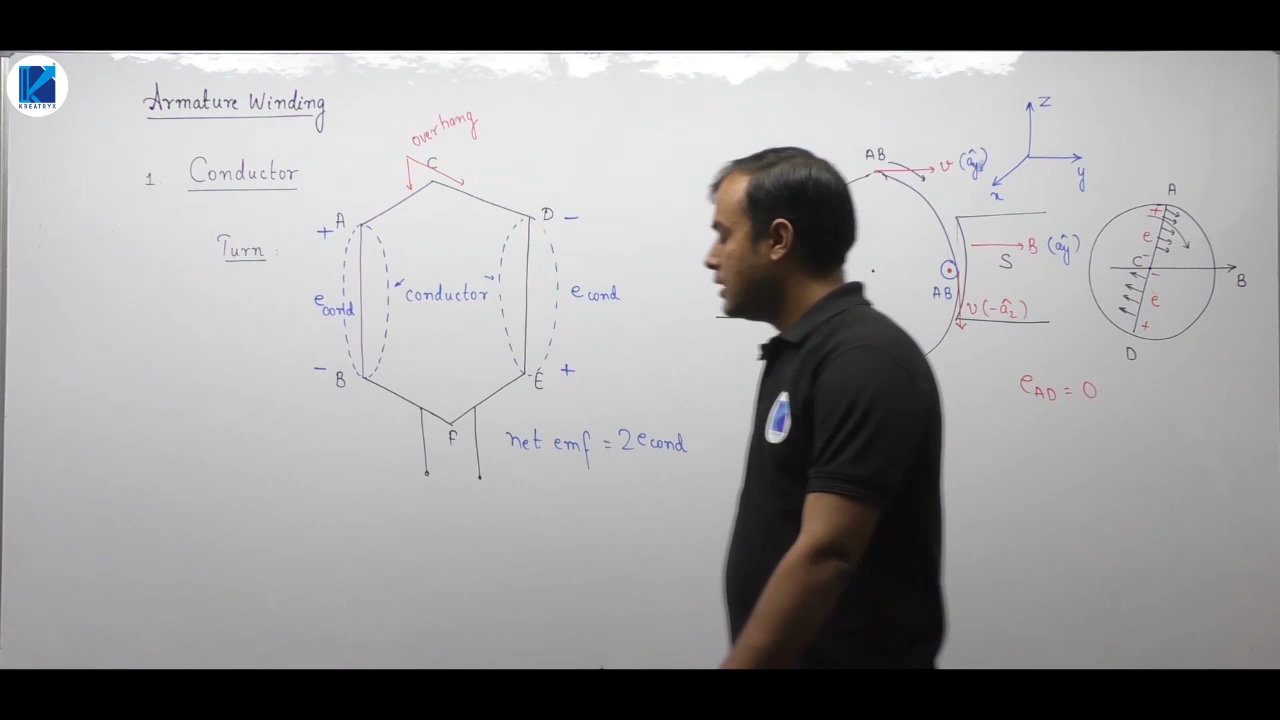 KREATRYX
Armature Winding
1. Conductor
Turn :
overhang
C
A
D
+
-
e cond
conductor
e cond
-
B
E
+
F
net emf = 2 e cond
AB
v (ây)
z
y
x
B (ây)
S
AB
v (-âz)
A
+
e
-
C
-
e
+
D
B
e AD = 0